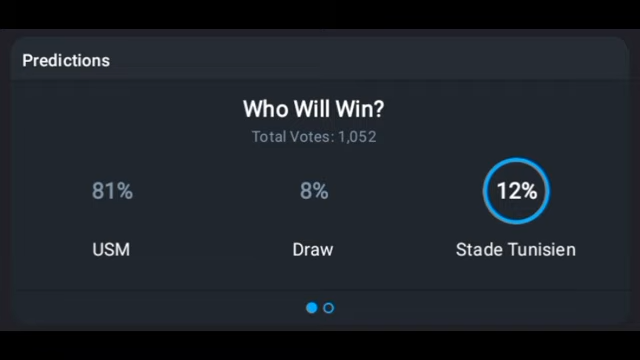 Predictions
Who Will Win?
Total Votes: 1,052
81% 8% 12%
USM Draw Stade Tunisien